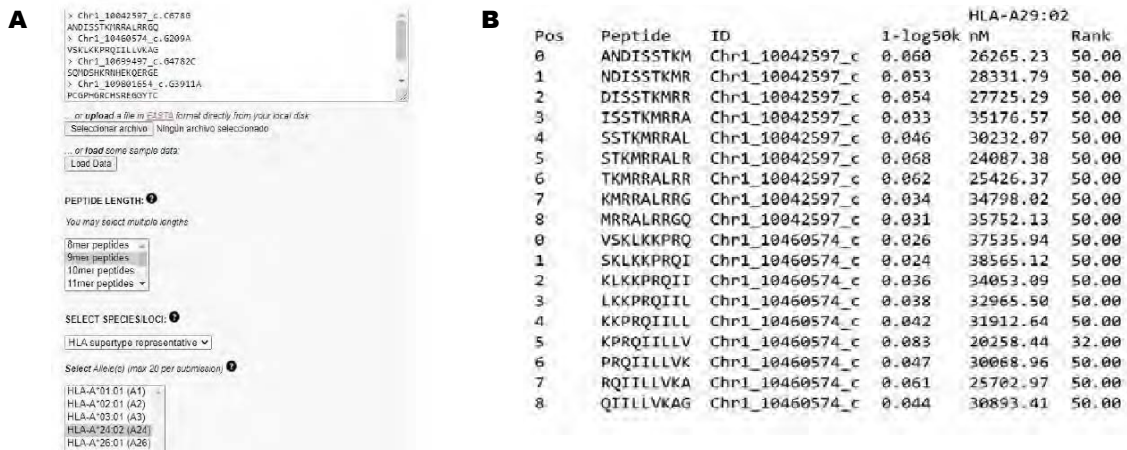 A
> Chr1_10042597_c.C6780
ANDISSTKMRRALRRGQ
> Chr1_10460574_c.G209A
VSKLKKPRQIILLVKAG
> Chr1_10699497_c.G4782C
SQMDSHKRNHEKQERGE
> Chr1_109801654_c.G3911A
PCGPHGRCHSREGGYTC
... or upload a file in FASTA format directly from your local disk
Seleccionar archivo Ningún archivo seleccionado
... or load some sample data:
Load Data
PEPTIDE LENGTH:
You may select multiple lengths
8mer peptides
9mer peptides
10mer peptides
11mer peptides
SELECT SPECIES/LOCI:
HLA supertype representative
Select Allele(s) (max 20 per submission)
HLA-A*01:01 (A1)
HLA-A*02:01 (A2)
HLA-A*03:01 (A3)
HLA-A*24:02 (A24)
HLA-A*26:01 (A26)
B
HLA-A29:02
Pos Peptide ID 1-log50k nM Rank
0 ANDISSTKM Chr1_10042597_c 0.060 26265.23 50.00
1 NDISSTKMR Chr1_10042597_c 0.053 28331.79 50.00
2 DISSTKMRR Chr1_10042597_c 0.054 27725.29 50.00
3 ISSTKMRRA Chr1_10042597_c 0.033 35176.57 50.00
4 SSTKMRRAL Chr1_10042597_c 0.046 30232.07 50.00
5 STKMRRALR Chr1_10042597_c 0.068 24087.38 50.00
6 TKMRRALRR Chr1_10042597_c 0.062 25426.37 50.00
7 KMRRALRRG Chr1_10042597_c 0.034 34798.02 50.00
8 MRRALRRGQ Chr1_10042597_c 0.031 35752.13 50.00
0 VSKLKKPRQ Chr1_10460574_c 0.026 37535.94 50.00
1 SKLKKPRQI Chr1_10460574_c 0.024 38565.12 50.00
2 KLKKPRQII Chr1_10460574_c 0.036 34053.09 50.00
3 LKKPRQIIL Chr1_10460574_c 0.038 32965.50 50.00
4 KKPRQIILL Chr1_10460574_c 0.042 31912.64 50.00
5 KPRQIILLV Chr1_10460574_c 0.083 20258.44 32.00
6 PRQIILLVK Chr1_10460574_c 0.047 30068.96 50.00
7 RQIILLVKA Chr1_10460574_c 0.061 25702.97 50.00
8 QIILLVKAG Chr1_10460574_c 0.044 30893.41 50.00